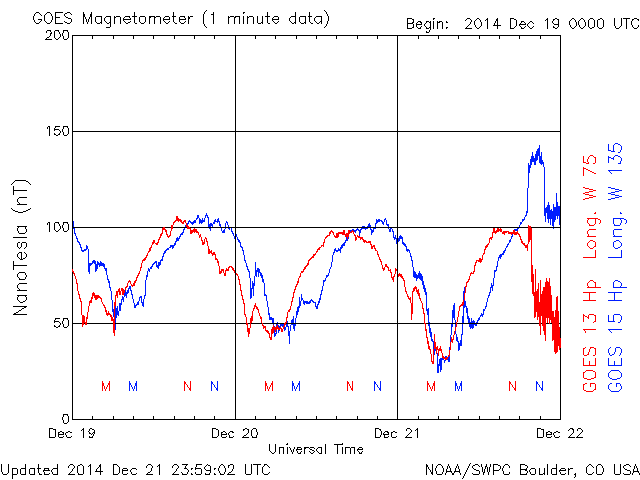 GOES Magnetometer (1 minute data)
Begin: 2014 Dec 19 0000 UTC
200
150
100
50
0
NanoTesla (nT)
M M N N M M N N M M N N
Dec 19 Dec 20 Dec 21 Dec 22
Universal Time
GOES 13 Hp Long. W 75
GOES 15 Hp Long. W 135
Updated 2014 Dec 21 23:59:02 UTC
NOAA/SWPC Boulder, CO USA